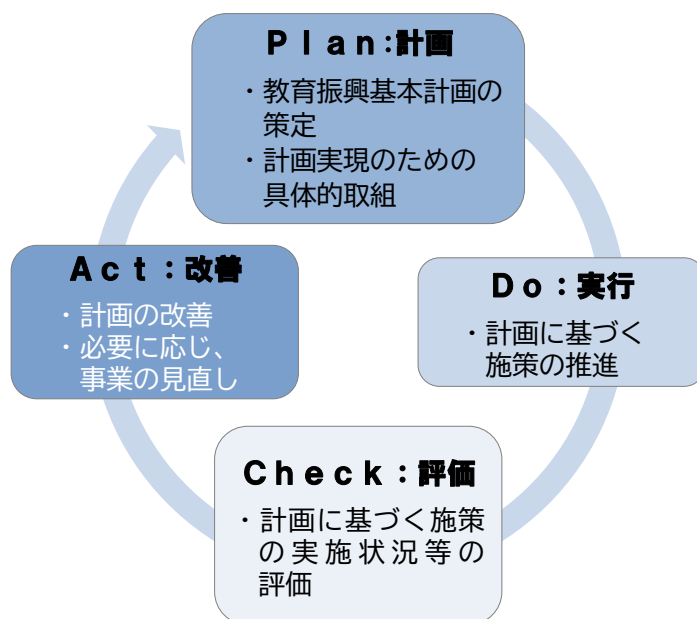 Ｐｌａｎ：計画
・教育振興基本計画の
策定
・計画実現のための
具体的取組
Ｄｏ：実行
・計画に基づく
施策の推進
Ｃｈｅｃｋ：評価
・計画に基づく施策
の実施状況等の
評価
Ａｃｔ：改善
・計画の改善
・必要に応じ、
事業の見直し